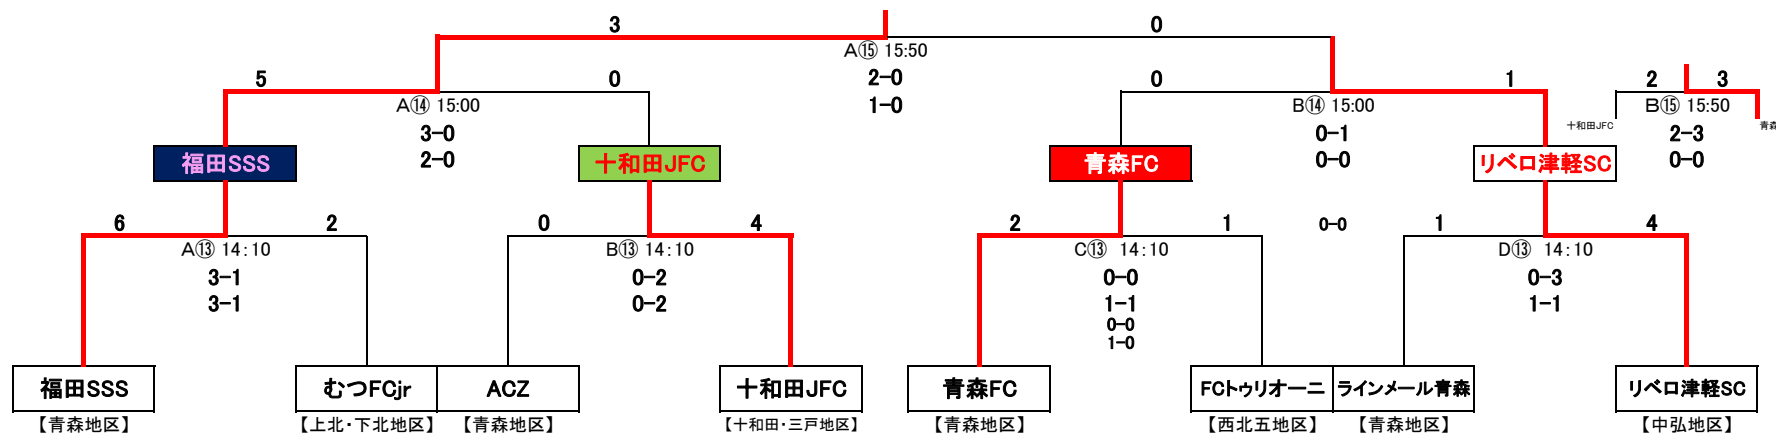 3 0
A⑮ 15:50
2-0
1-0
5 0 0 1 2 3
A⑭ 15:00 B⑭ 15:00 B⑮ 15:50
十和田JFC 青森
3-0 0-1 2-3
2-0 0-0 0-0
福田SSS 十和田JFC 青森FC リベロ津軽SC
6 2 0 4 2 1 0-0 1 4
A⑬ 14:10 B⑬ 14:10 C⑬ 14:10 D⑬ 14:10
3-1 0-2 0-0 0-3
3-1 0-2 1-1 1-1
0-0
1-0
福田SSS むつFCjr ACZ 十和田JFC 青森FC FCトゥリオーニ ラインメール青森 リベロ津軽SC
【青森地区】 【上北・下北地区】 【青森地区】 【十和田・三戸地区】 【青森地区】 【西北五地区】 【青森地区】 【中弘地区】